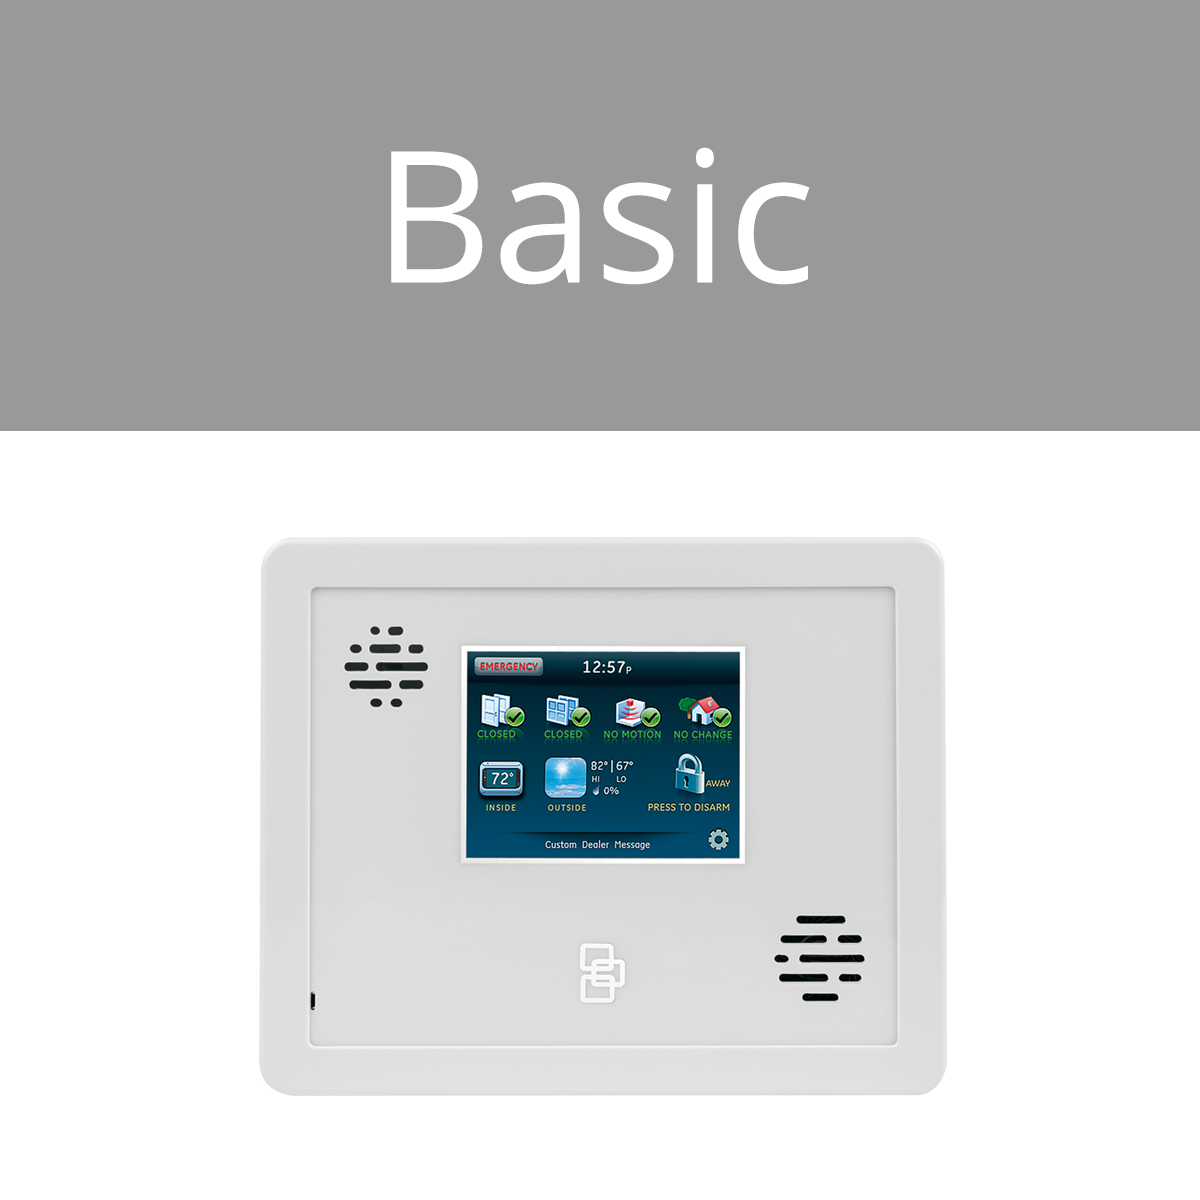 Basic
EMERGENCY 12:57P
CLOSED CLOSED NO MOTION NO CHANGE
72° 82° | 67°
HI LO
0% AWAY
INSIDE OUTSIDE PRESS TO DISARM
Custom Dealer Message